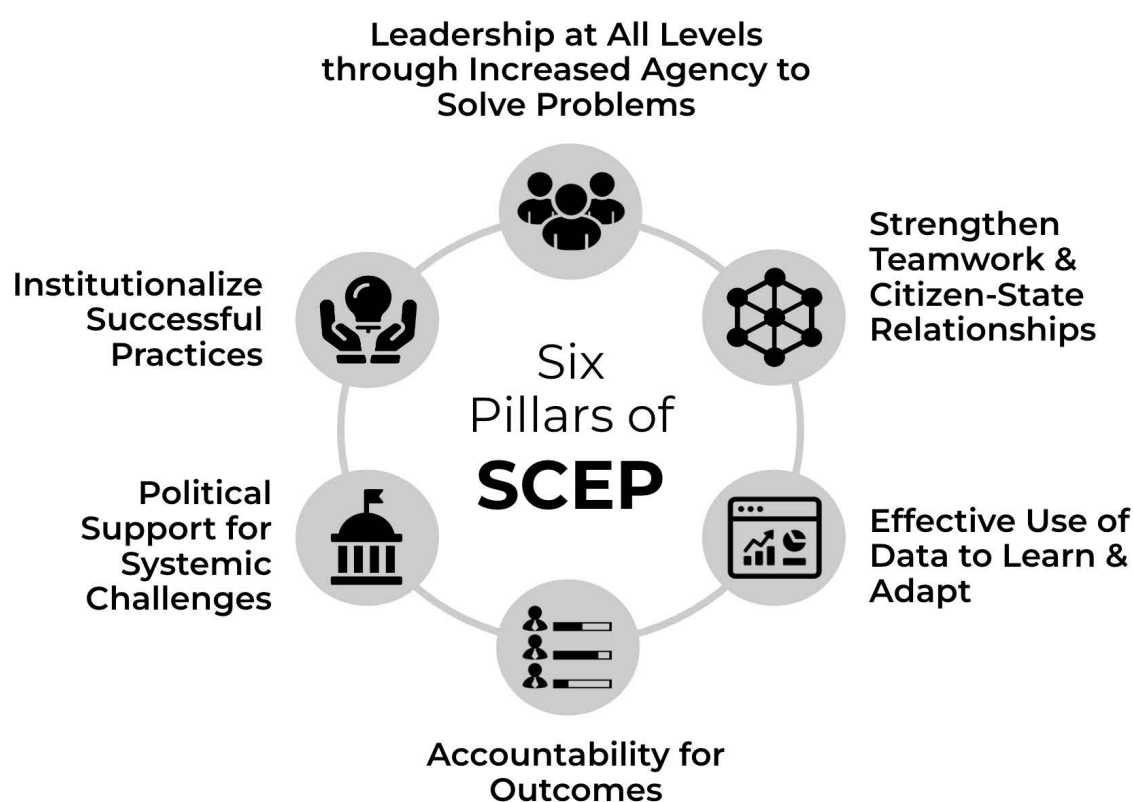 Leadership at All Levels
through Increased Agency to
Solve Problems
Strengthen
Teamwork &
Citizen-State
Relationships
Effective Use of
Data to Learn &
Adapt
Accountability for
Outcomes
Political
Support for
Systemic
Challenges
Institutionalize
Successful
Practices
Six
Pillars of
SCEP